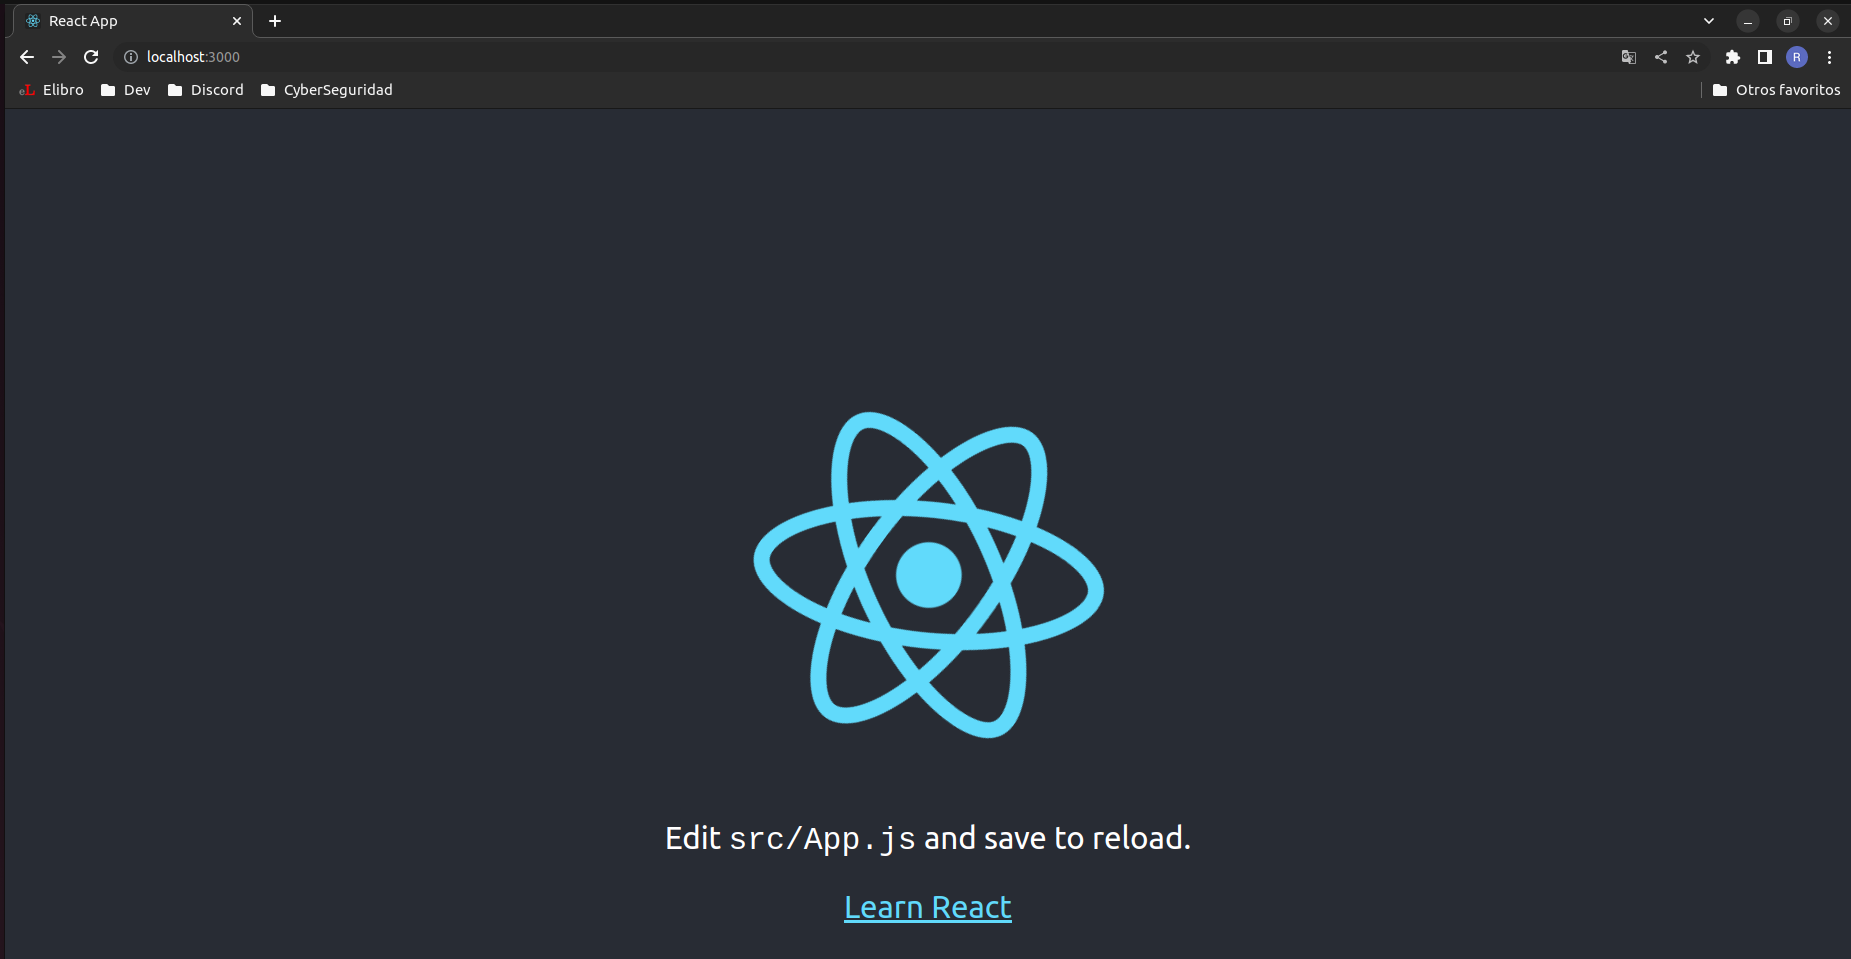 React App
localhost:3000
R
eL Elibro Dev Discord CyberSeguridad Otros favoritos
Edit src/App.js and save to reload.
Learn React